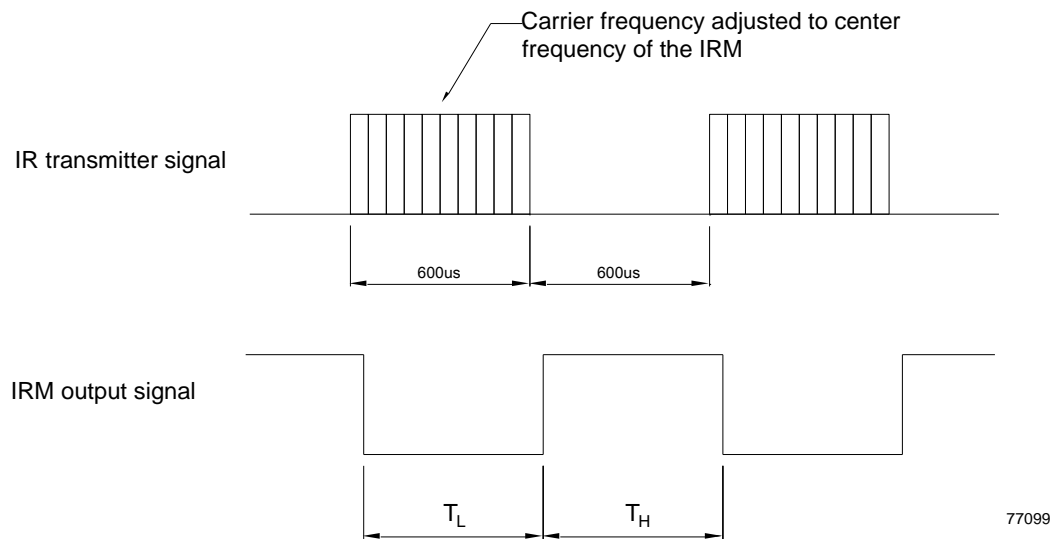 Carrier frequency adjusted to center
frequency of the IRM
IR transmitter signal
600us
600us
IRM output signal
TL
TH
77099